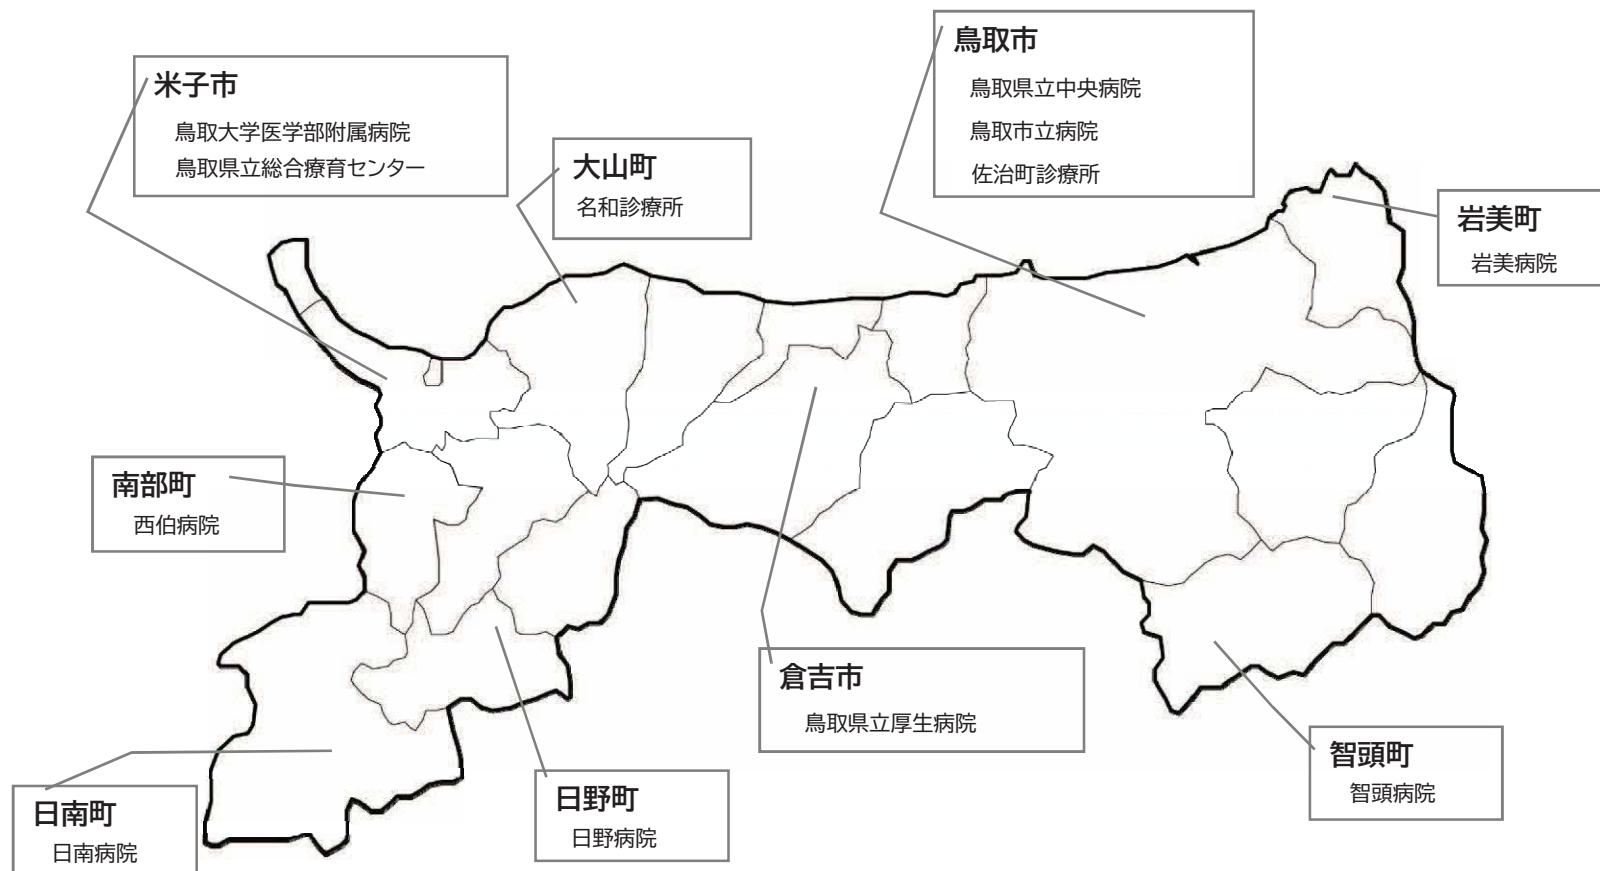 米子市
鳥取大学医学部附属病院
鳥取県立総合療育センター
大山町
名和診療所
鳥取市
鳥取県立中央病院
鳥取市立病院
佐治町診療所
岩美町
岩美病院
南部町
西伯病院
倉吉市
鳥取県立厚生病院
智頭町
智頭病院
日野町
日野病院
日南町
日南病院